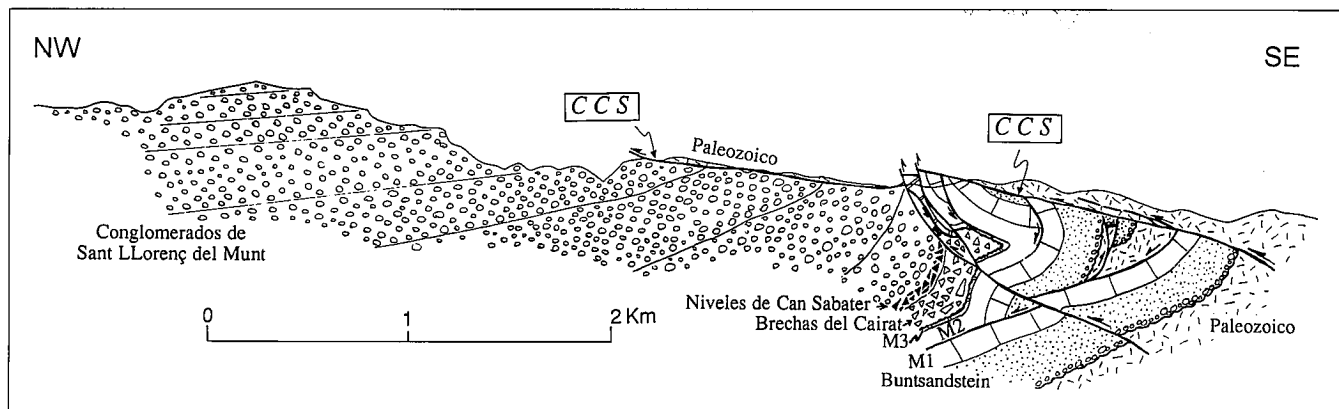 NW
SE
CCS
CCS
Paleozoico
Conglomerados de
Sant LLorenç del Munt
Niveles de Can Sabater
Brechas del Cairat
M3
M2
M1
Buntsandstein
Paleozoico
0
1
2 Km